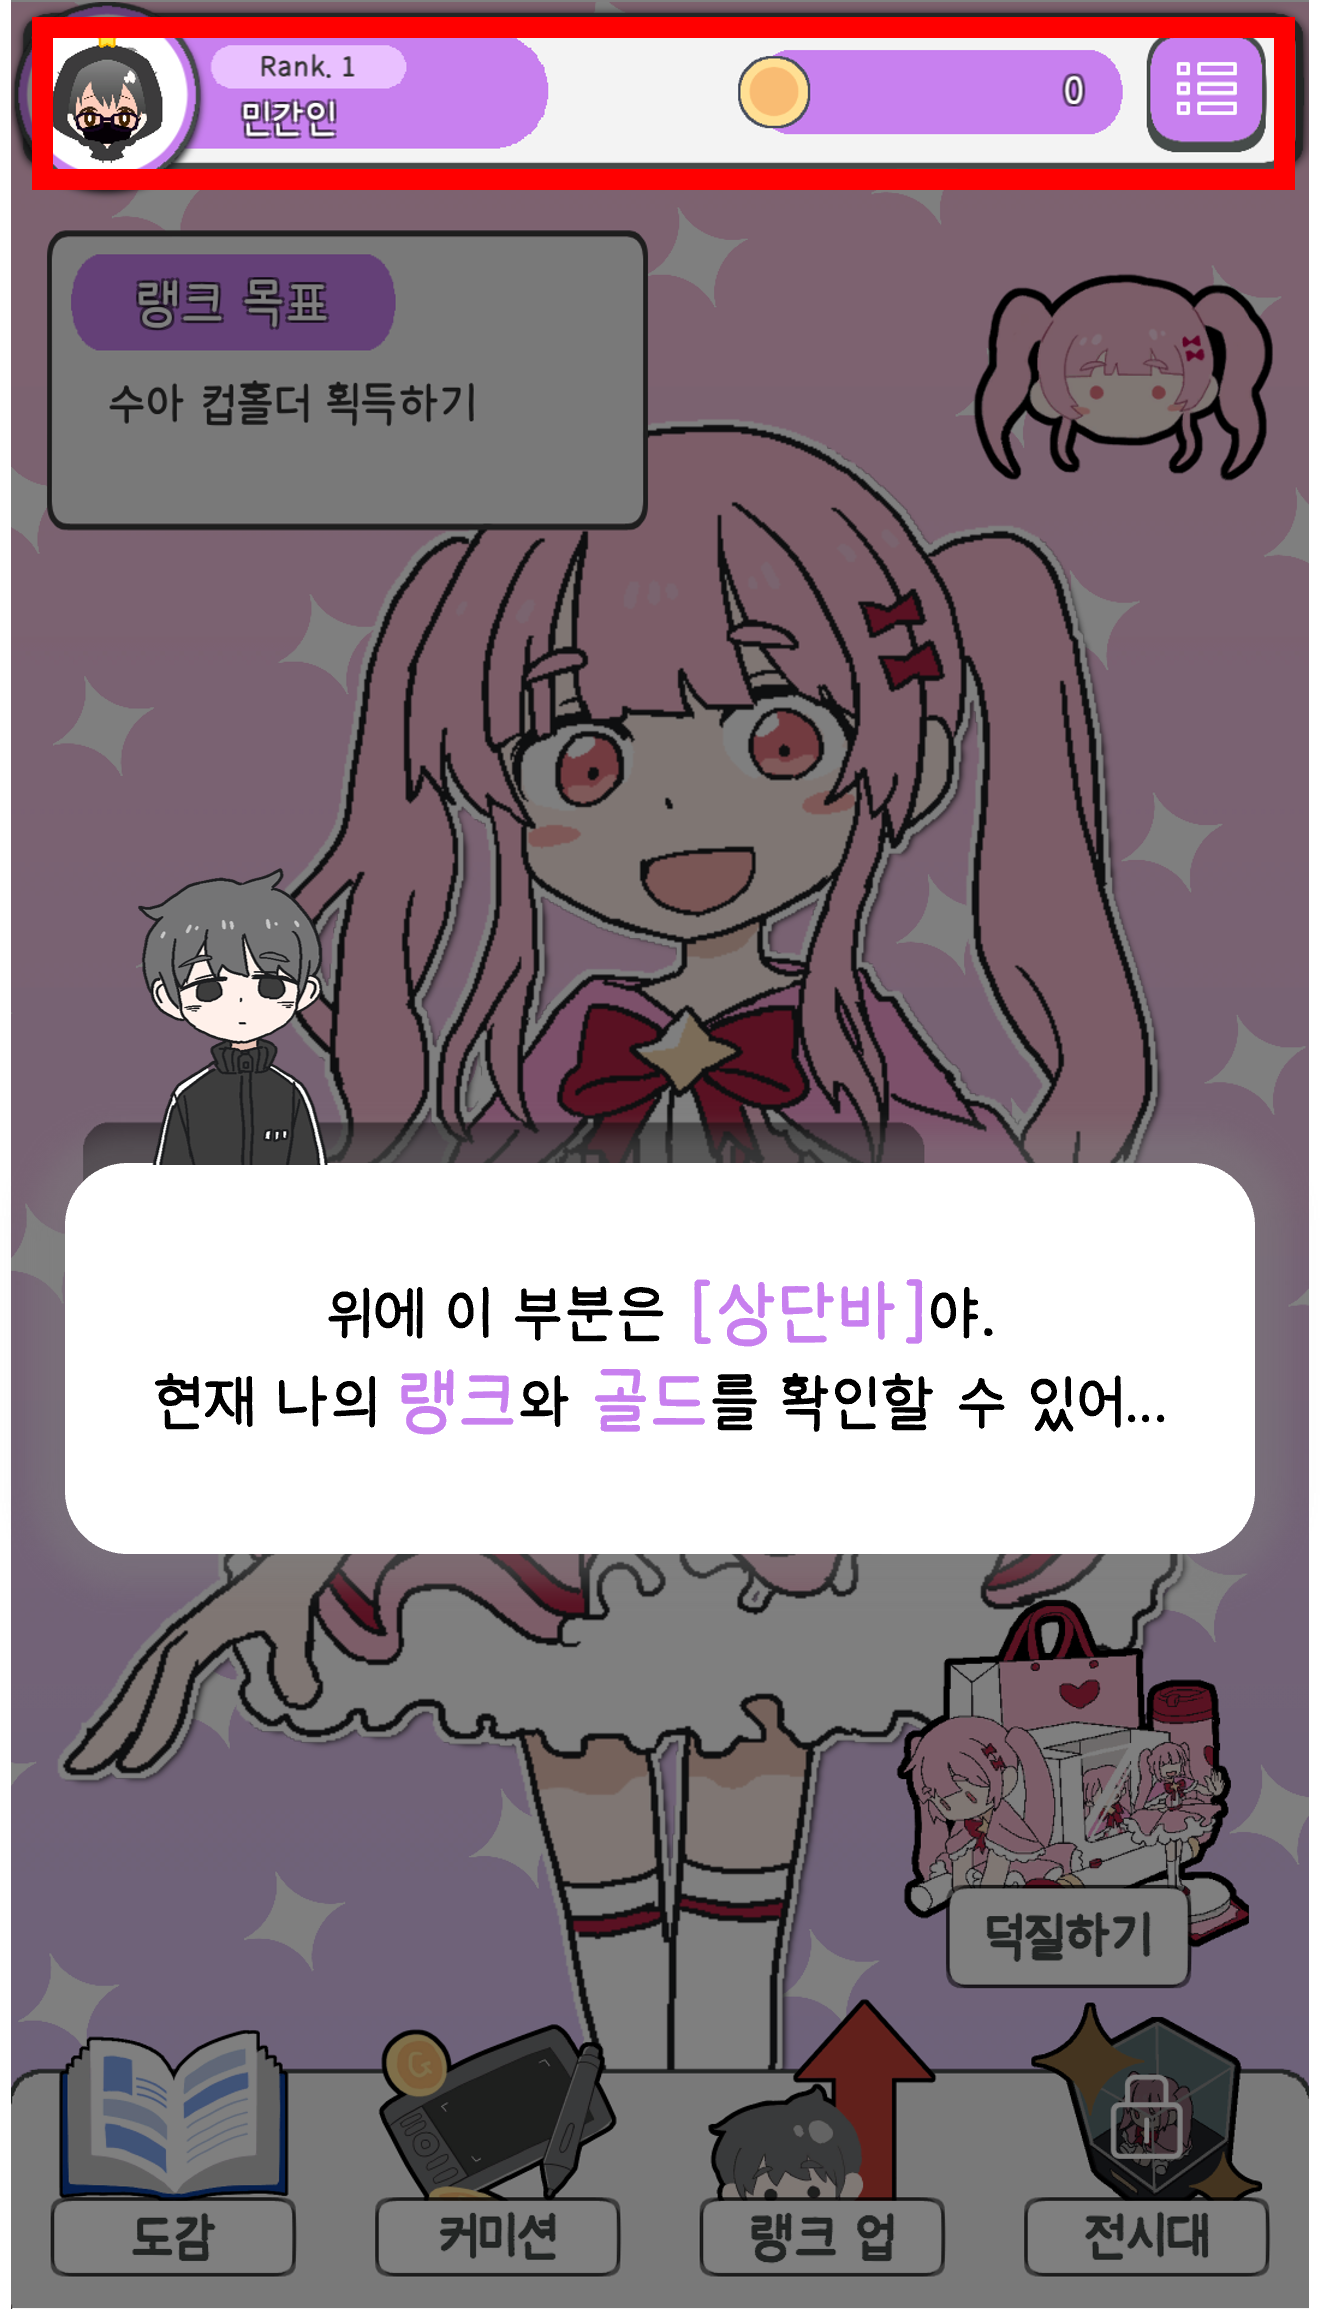 Rank. 1
민간인
0
랭크 목표
수아 컵홀더 획득하기
위에 이 부분은 [상단바]야.
현재 나의 랭크와 골드를 확인할 수 있어...
덕질하기
G
도감
커미션
랭크 업
전시대